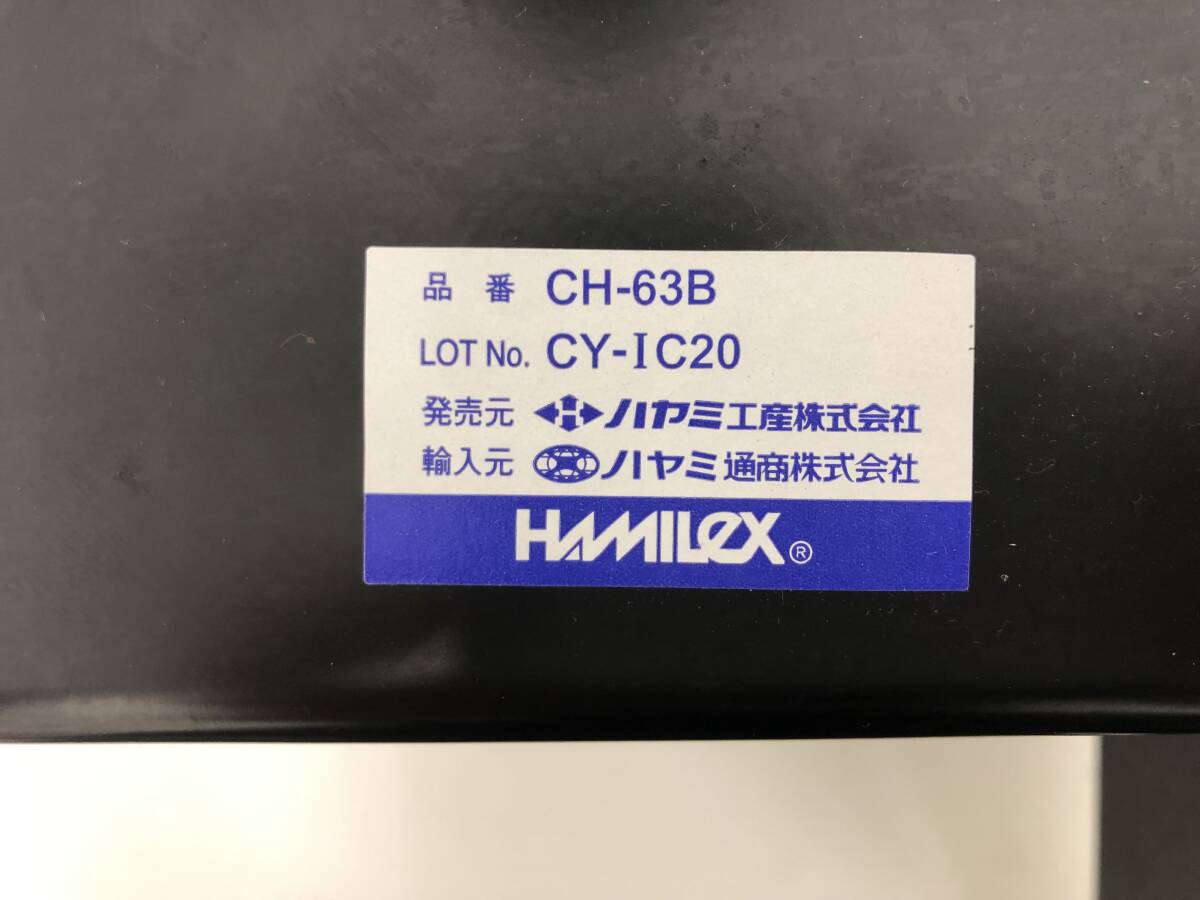 品番 CH-63B
LOT No. CY-IC20
発売元 H ハヤミ工産株式会社
輸入元 ハヤミ通商株式会社
HAMILeX®